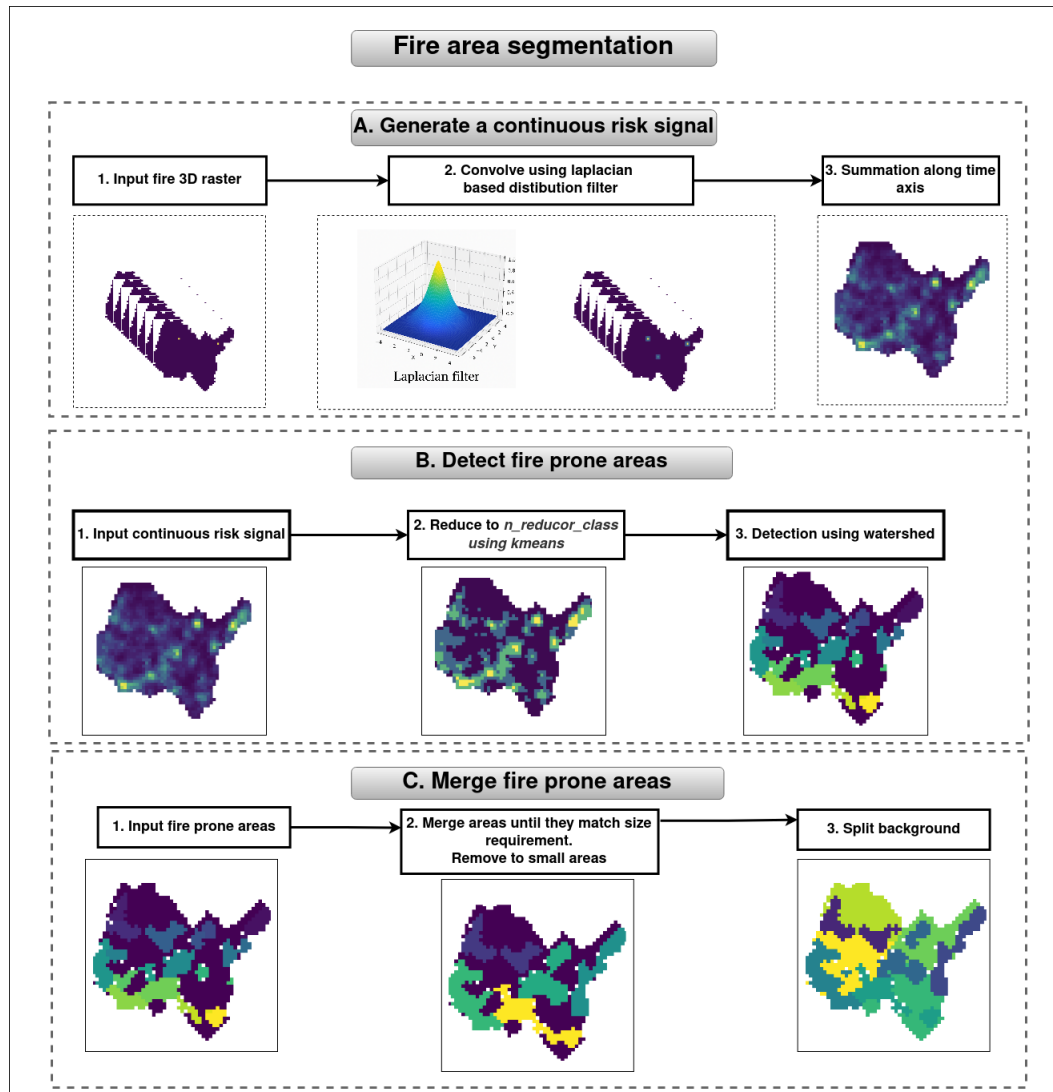 Fire area segmentation
A. Generate a continuous risk signal
1. Input fire 3D raster
2. Convolve using laplacian
based distibution filter
3. Summation along time
axis
Laplacian filter
B. Detect fire prone areas
1. Input continuous risk signal
2. Reduce to n_reducor_class
using kmeans
3. Detection using watershed
C. Merge fire prone areas
1. Input fire prone areas
2. Merge areas until they match size
requirement.
Remove to small areas
3. Split background